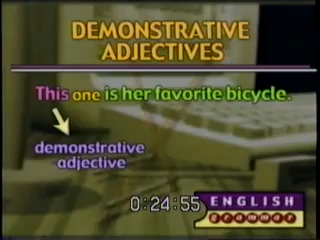 DEMONSTRATIVE
ADJECTIVES
This one is her favorite bicycle.
demonstrative
adjective
0:24:55
ENGLISH
grammar